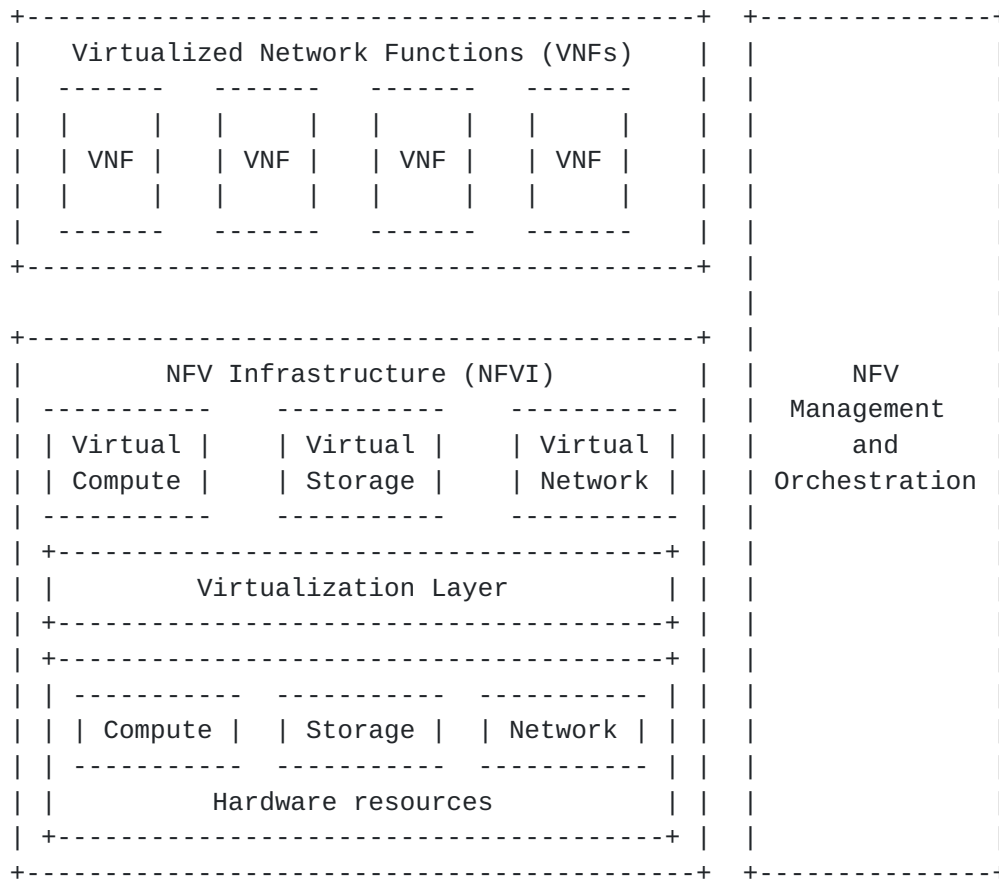 Virtualized Network Functions (VNFs)
VNF VNF VNF VNF
NFV Infrastructure (NFVI)
Virtual Compute
Virtual Storage
Virtual Network
Virtualization Layer
Compute Storage Network
Hardware resources
NFV
Management
and
Orchestration